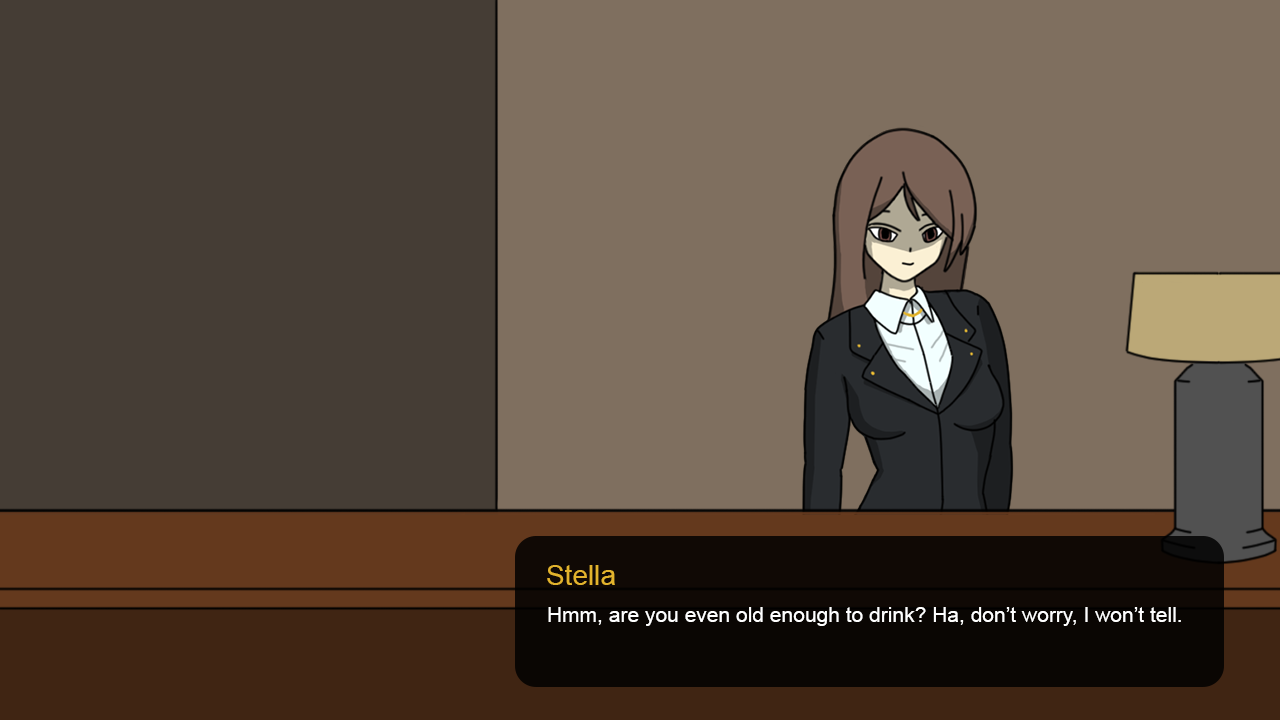 Stella
Hmm, are you even old enough to drink? Ha, don’t worry, I won’t tell.